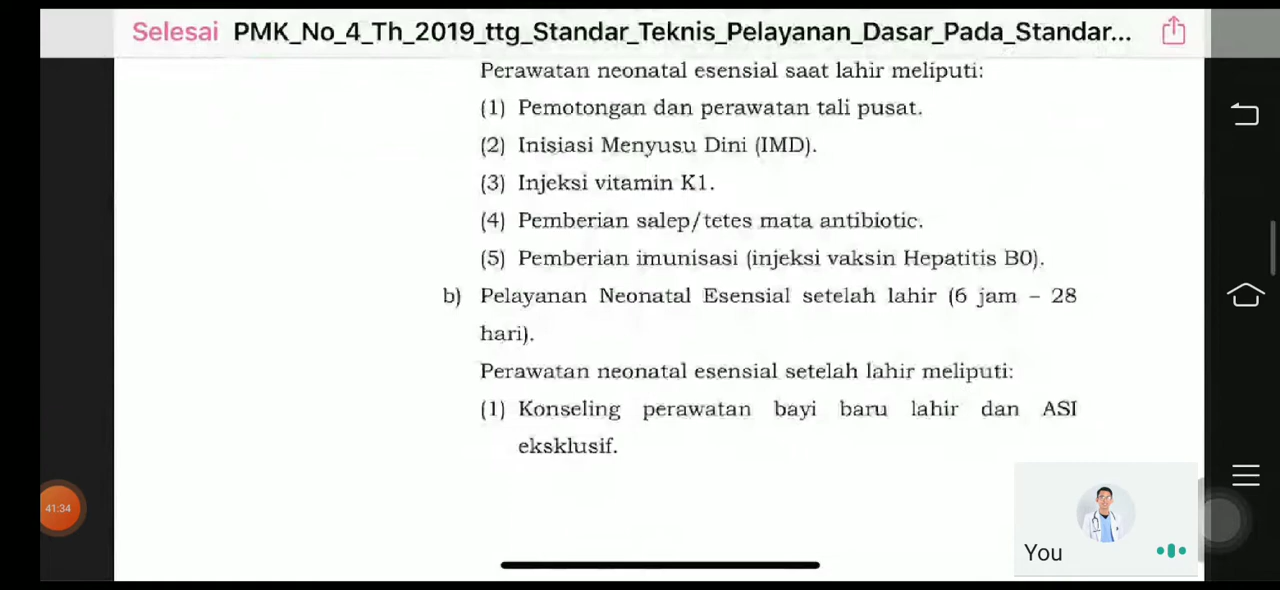 Selesai PMK_No_4_Th_2019_ttg_Standar_Teknis_Pelayanan_Dasar_Pada_Standar...
Perawatan neonatal esensial saat lahir meliputi:
(1) Pemotongan dan perawatan tali pusat.
(2) Inisiasi Menyusu Dini (IMD).
(3) Injeksi vitamin K1.
(4) Pemberian salep/tetes mata antibiotic.
(5) Pemberian imunisasi (injeksi vaksin Hepatitis B0).
b) Pelayanan Neonatal Esensial setelah lahir (6 jam – 28
hari).
Perawatan neonatal esensial setelah lahir meliputi:
(1) Konseling perawatan bayi baru lahir dan ASI
eksklusif.
41:34
You